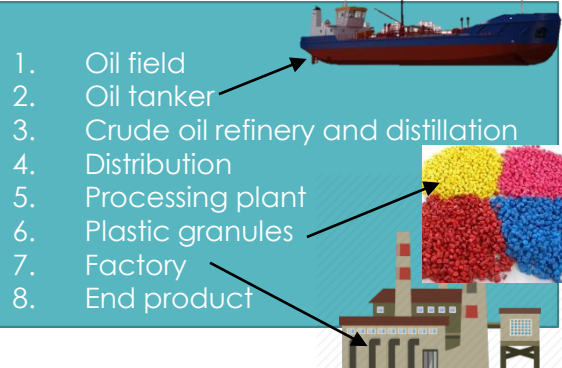 1. Oil field
2. Oil tanker
3. Crude oil refinery and distillation
4. Distribution
5. Processing plant
6. Plastic granules
7. Factory
8. End product